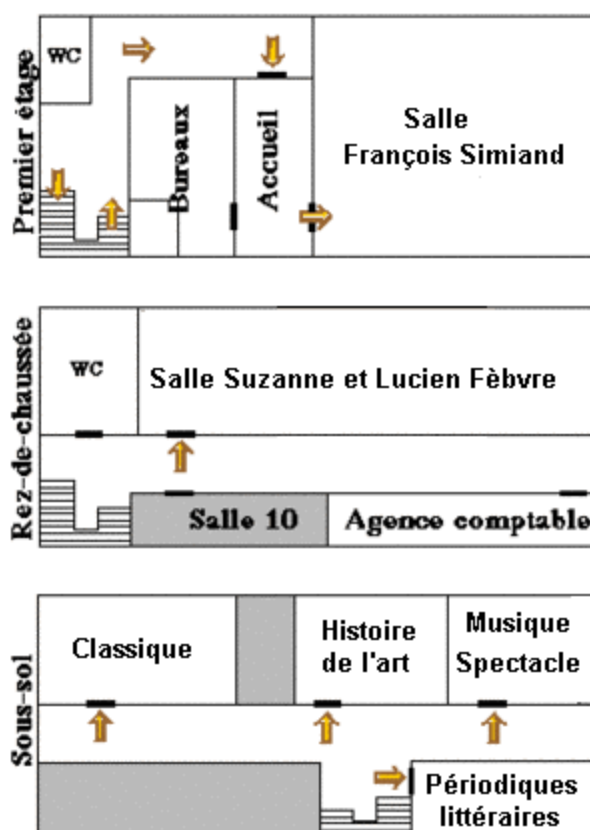 Premier étage
WC
Bureaux
Accueil
Salle
François Simiand
Rez-de-chaussée
WC
Salle Suzanne et Lucien Fèbvre
Salle 10
Agence comptable
Sous-sol
Classique
Histoire
de l'art
Musique
Spectacle
Périodiques
littéraires